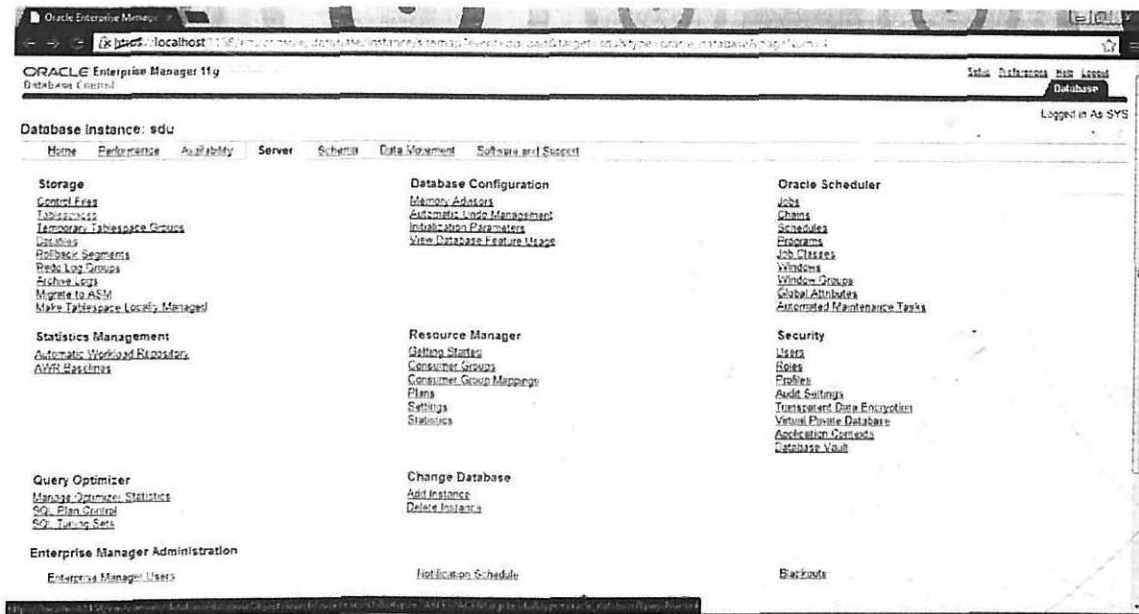 Oracle Enterprise Manage
https://localhost
ORACLE Enterprise Manager 11g
Database Control
Setup Preferences Help Logout
Database
Logged in As SYS
Database Instance: sdu
Home Performance Availability Server Schema Data Movement Software and Support
Storage
Control Files
Tablespaces
Temporary Tablespace Groups
Datafiles
Rollback Segments
Redo Log Groups
Archive Logs
Migrate to ASM
Make Tablespace Locally Managed
Database Configuration
Memory Advisors
Automatic Undo Management
Initialization Parameters
View Database Feature Usage
Oracle Scheduler
Jobs
Chains
Schedules
Programs
Job Classes
Windows
Window Groups
Global Attributes
Automated Maintenance Tasks
Statistics Management
Automatic Workload Repository
AWR Baselines
Resource Manager
Getting Started
Consumer Groups
Consumer Group Mappings
Plans
Settings
Statistics
Security
Users
Roles
Profiles
Audit Settings
Transparent Data Encryption
Virtual Private Database
Application Contexts
Database Vault
Query Optimizer
Manage Optimizer Statistics
SQL Plan Control
SQL Tuning Sets
Change Database
Add Instance
Delete Instance
Enterprise Manager Administration
Enterprise Manager Users
Notification Schedule
Blackouts